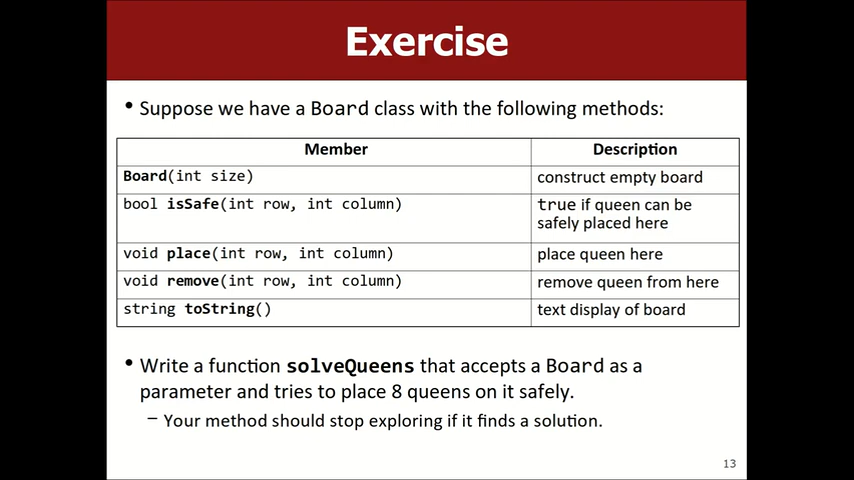 Exercise
• Suppose we have a Board class with the following methods:
Member Description
Board(int size) construct empty board
bool isSafe(int row, int column) true if queen can be
safely placed here
void place(int row, int column) place queen here
void remove(int row, int column) remove queen from here
string toString() text display of board
• Write a function solveQueens that accepts a Board as a
parameter and tries to place 8 queens on it safely.
– Your method should stop exploring if it finds a solution.
13